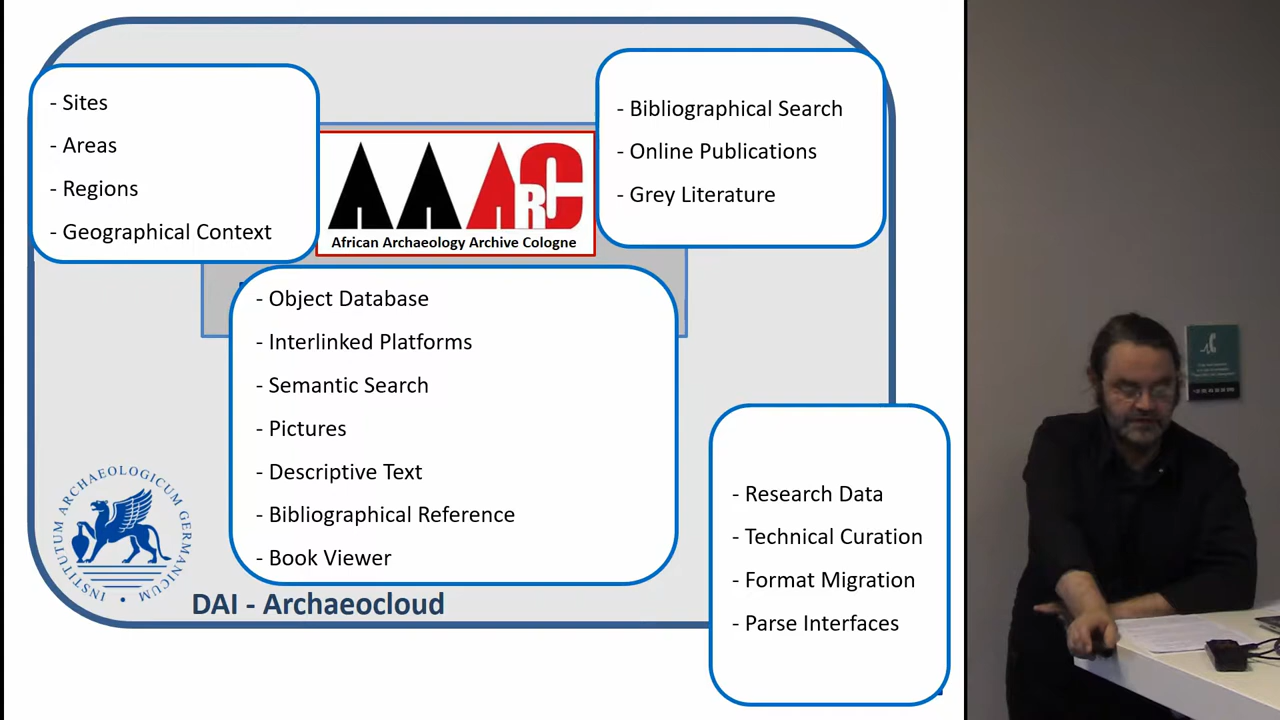 - Sites
- Areas
- Regions
- Geographical Context
AAARC
African Archaeology Archive Cologne
- Bibliographical Search
- Online Publications
- Grey Literature
- Object Database
- Interlinked Platforms
- Semantic Search
- Pictures
- Descriptive Text
- Bibliographical Reference
- Book Viewer
INSTITUTUM ARCHAEOLOGICUM GERMANICUM
DAI - Archaeocloud
- Research Data
- Technical Curation
- Format Migration
- Parse Interfaces